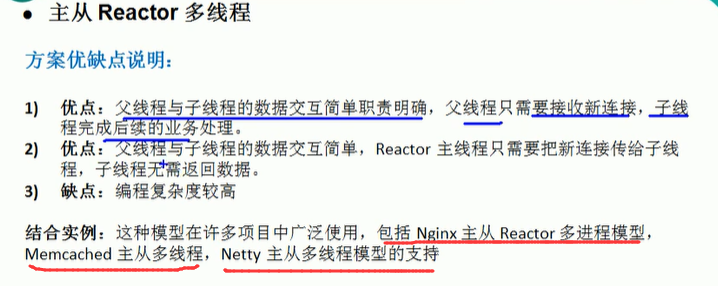 • 主从 Reactor 多线程
方案优缺点说明：
1) 优点：父线程与子线程的数据交互简单职责明确，父线程只需要接收新连接，子线
程完成后续的业务处理。
2) 优点：父线程与子线程的数据交互简单，Reactor 主线程只需要把新连接传给子线
程，子线程无需返回数据。
3) 缺点：编程复杂度较高
结合实例：这种模型在许多项目中广泛使用，包括 Nginx 主从 Reactor 多进程模型，
Memcached 主从多线程，Netty 主从多线程模型的支持